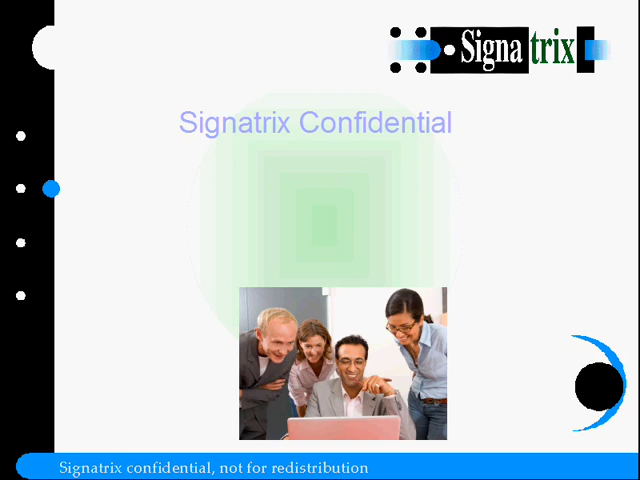 Signatrix
Signatrix Confidential
Signatrix confidential, not for redistribution